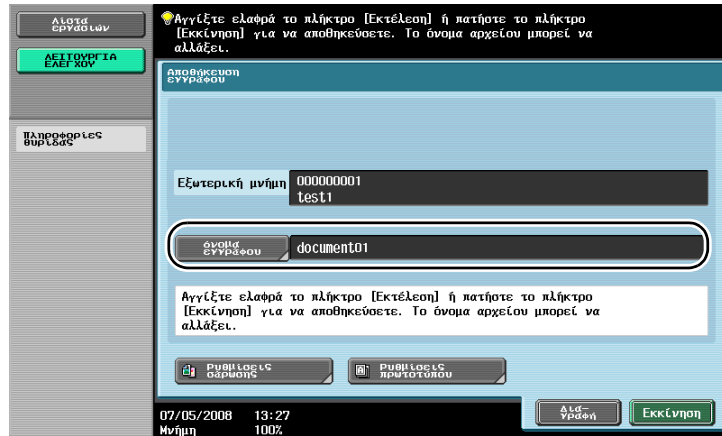 Λίστα
εργασιών
Αγγίξτε ελαφρά το πλήκτρο [Εκτέλεση] ή πατήστε το πλήκτρο
[Εκκίνηση] για να αποθηκεύσετε. Το όνομα αρχείου μπορεί να
αλλάξει.
ΛΕΙΤΟΥΡΓΙΑ
ΕΛΕΓΧΟΥ
Αποθήκευση
εγγράφου
Πληροφορίες
θυρίδας
Εξωτερική μνήμη
000000001
test1
όνομα
εγγράφου
document01
Αγγίξτε ελαφρά το πλήκτρο [Εκτέλεση] ή πατήστε το πλήκτρο
[Εκκίνηση] για να αποθηκεύσετε. Το όνομα αρχείου μπορεί να
αλλάξει.
Ρυθμίσεις
σάρωσης
Ρυθμίσεις
πρωτοτύπου
07/05/2008 13:27
Μνήμη 100%
Δια-
γραφή
Εκκίνηση